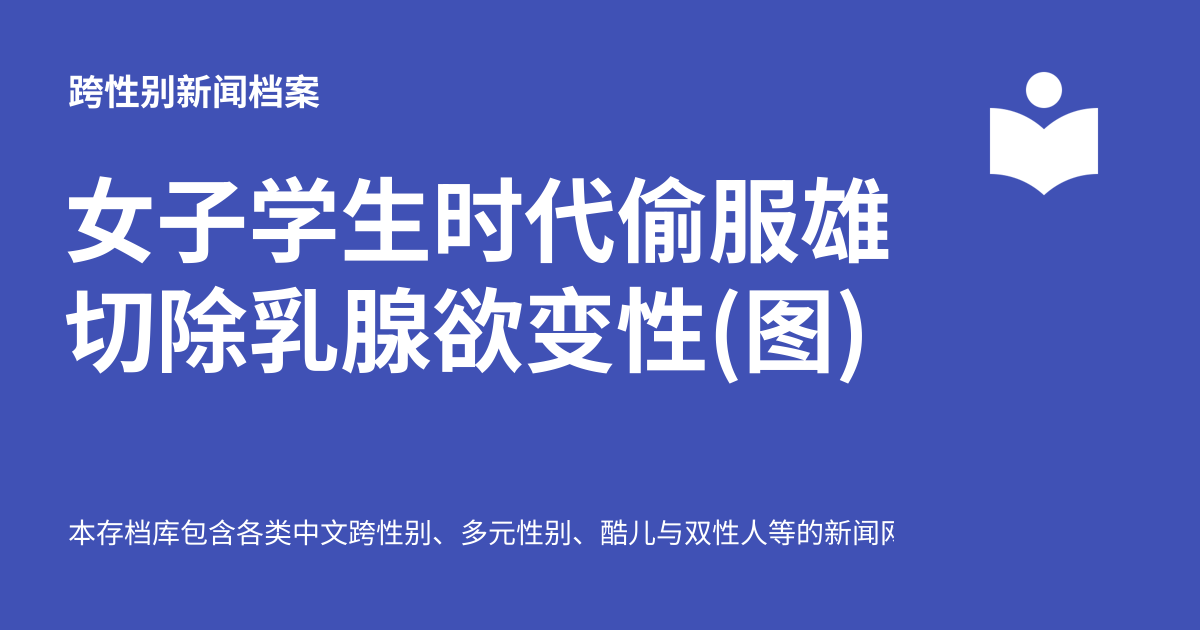 跨性别新闻档案
女子学生时代偷服雄
切除乳腺欲变性(图)
本存档库包含各类中文跨性别、多元性别、酷儿与双性人等的新闻